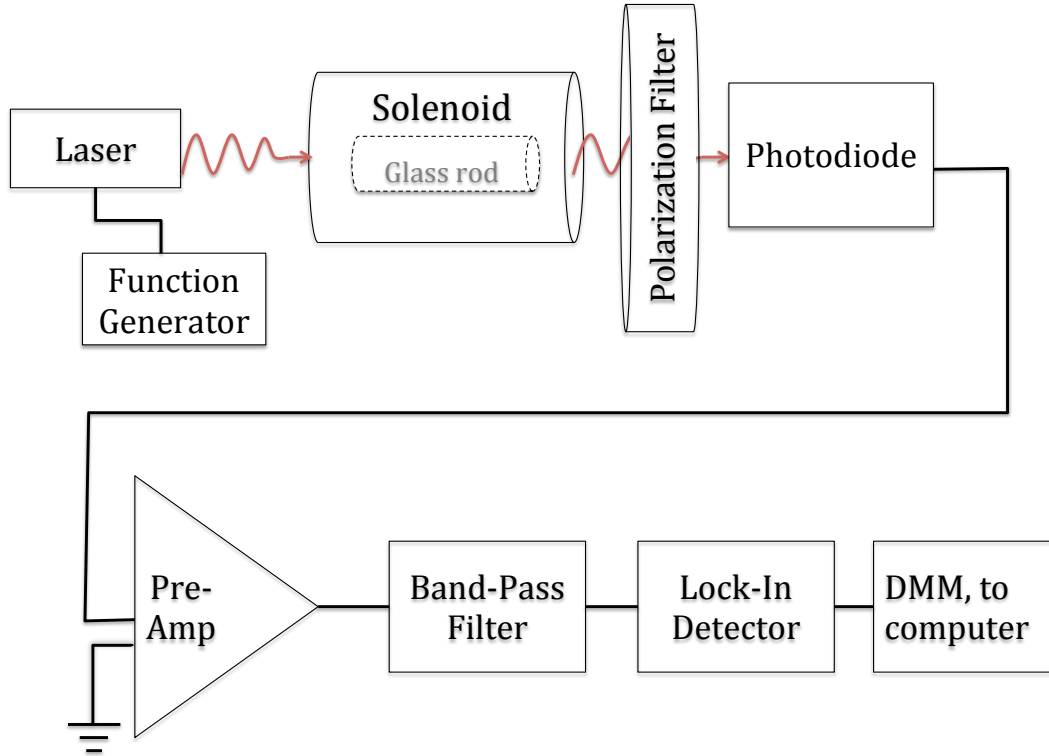 Laser
Function
Generator
Solenoid
Glass rod
Polarization Filter
Photodiode
Pre-
Amp
Band-Pass
Filter
Lock-In
Detector
DMM, to
computer